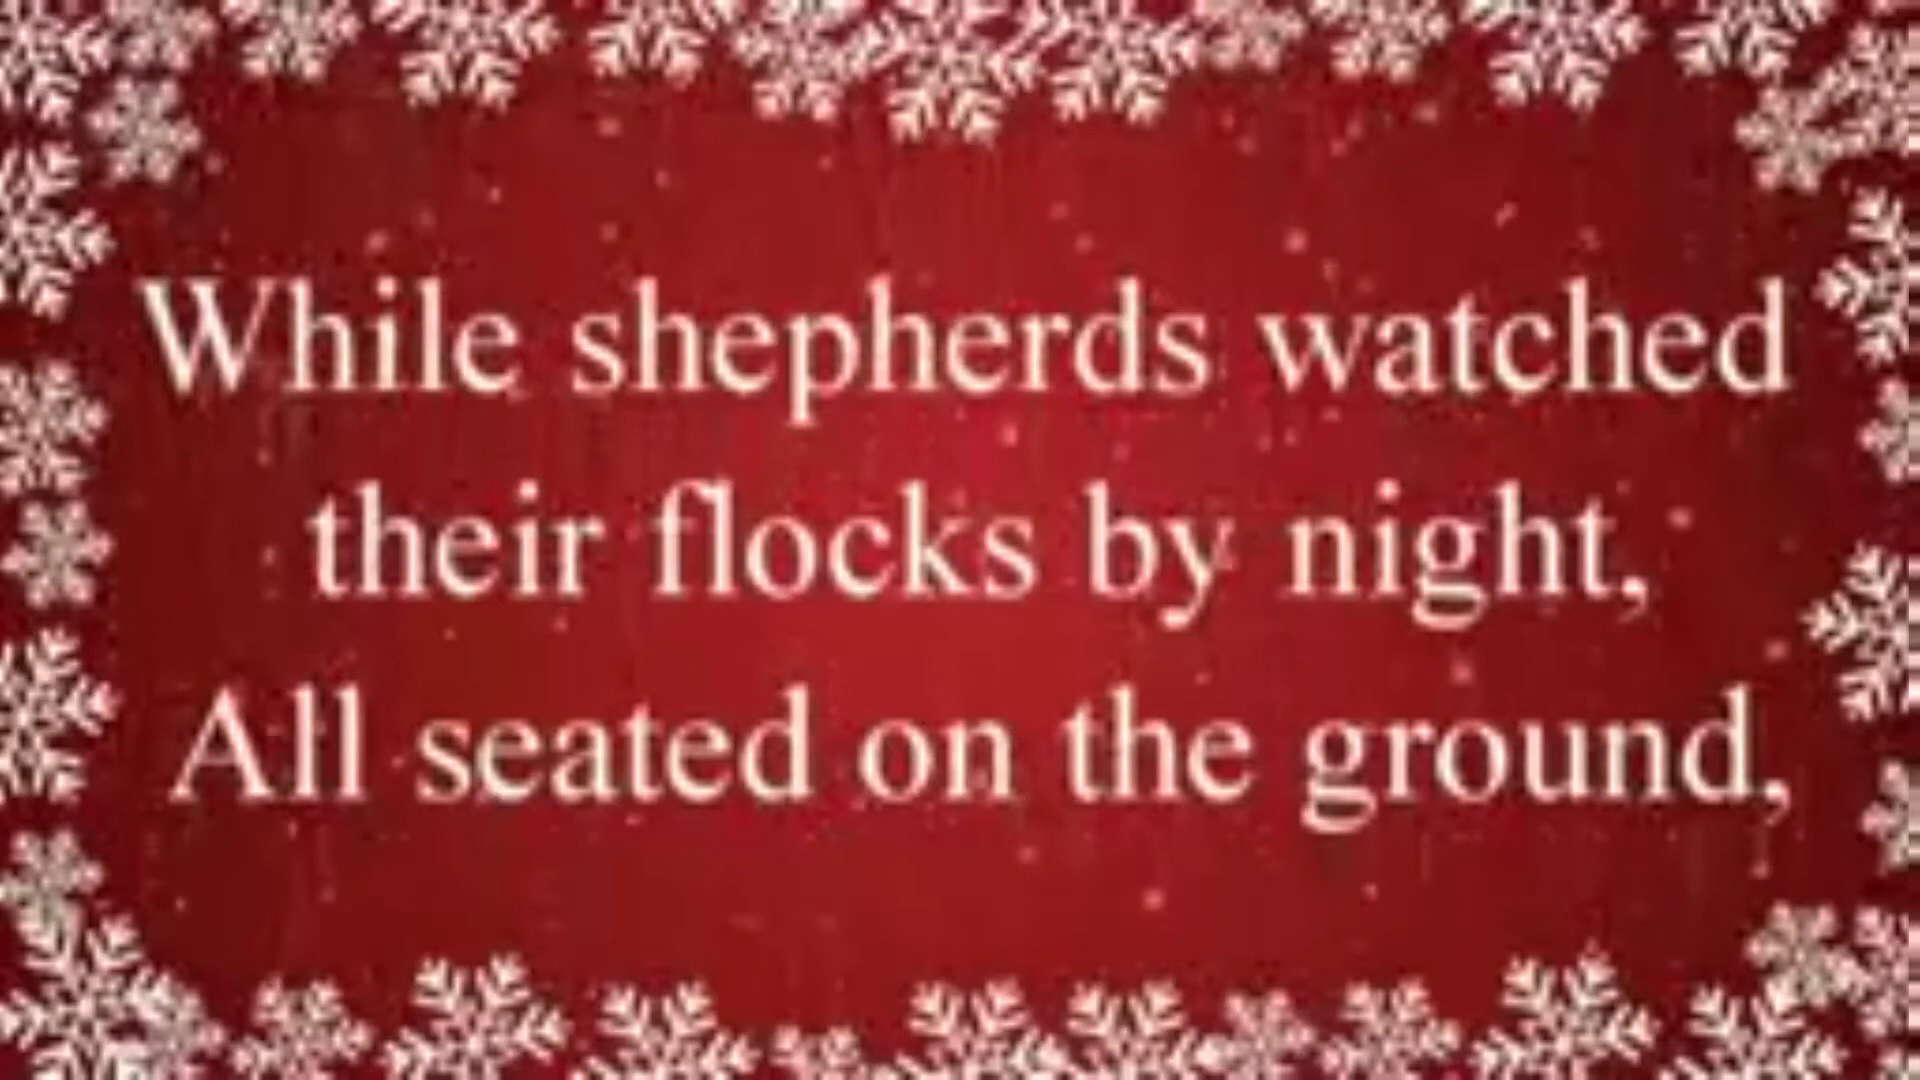 While shepherds watched
their flocks by night,
All seated on the ground,